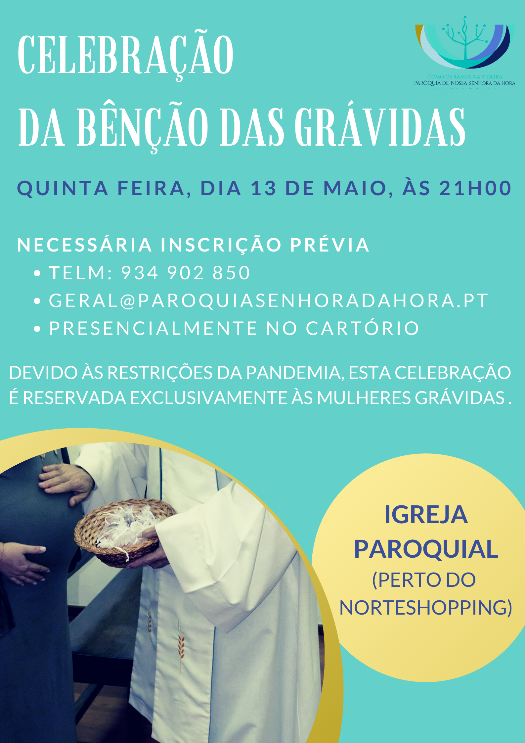 CELEBRAÇÃO
DA BÊNÇÃO DAS GRÁVIDAS
PAROQUIA DE NOSSA SENHORA DA HORA
QUINTA FEIRA, DIA 13 DE MAIO, ÀS 21H00
NECESSÁRIA INSCRIÇÃO PRÉVIA
• TELM: 934 902 850
• GERAL@PAROQUIASENHORADAHORA.PT
• PRESENCIALMENTE NO CARTÓRIO
DEVIDO ÀS RESTRIÇÕES DA PANDEMIA, ESTA CELEBRAÇÃO
É RESERVADA EXCLUSIVAMENTE ÀS MULHERES GRÁVIDAS.
IGREJA
PAROQUIAL
(PERTO DO
NORTESHOPPING)